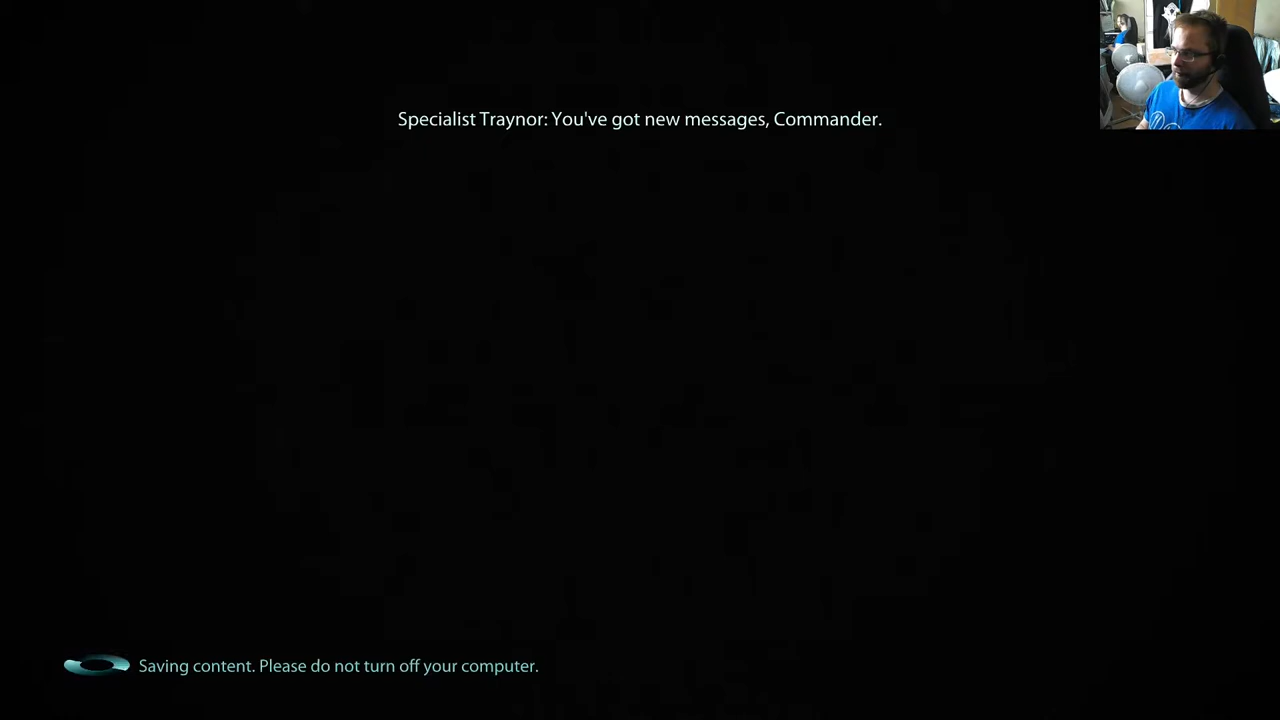 Specialist Traynor: You've got new messages, Commander.
Saving content. Please do not turn off your computer.